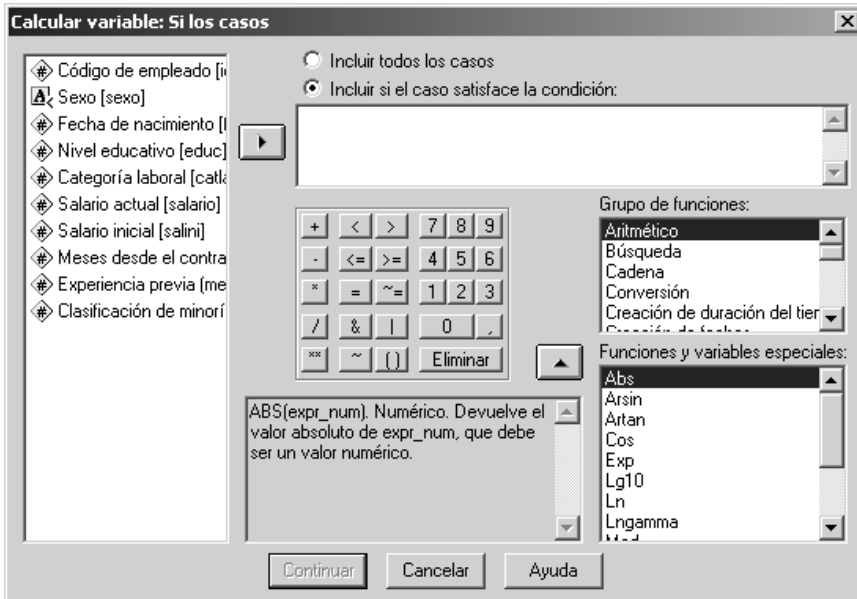 Calcular variable: Si los casos
Código de empleado [i
Sexo [sexo]
Fecha de nacimiento [
Nivel educativo [educ]
Categoría laboral [catla
Salario actual [salario]
Salario inicial [salini]
Meses desde el contra
Experiencia previa (me
Clasificación de minorí
Incluir todos los casos
Incluir si el caso satisface la condición:
+ < > 7 8 9
- <= >= 4 5 6
* = ~= 1 2 3
/ & | 0 ,
** ~ () Eliminar
Grupo de funciones:
Aritmético
Búsqueda
Cadena
Conversión
Creación de duración del tier
Creación de fechas
Funciones y variables especiales:
Abs
Arsin
Artan
Cos
Exp
Lg10
Ln
Lngamma
Mod
ABS(expr_num). Numérico. Devuelve el
valor absoluto de expr_num, que debe
ser un valor numérico.
Continuar Cancelar Ayuda